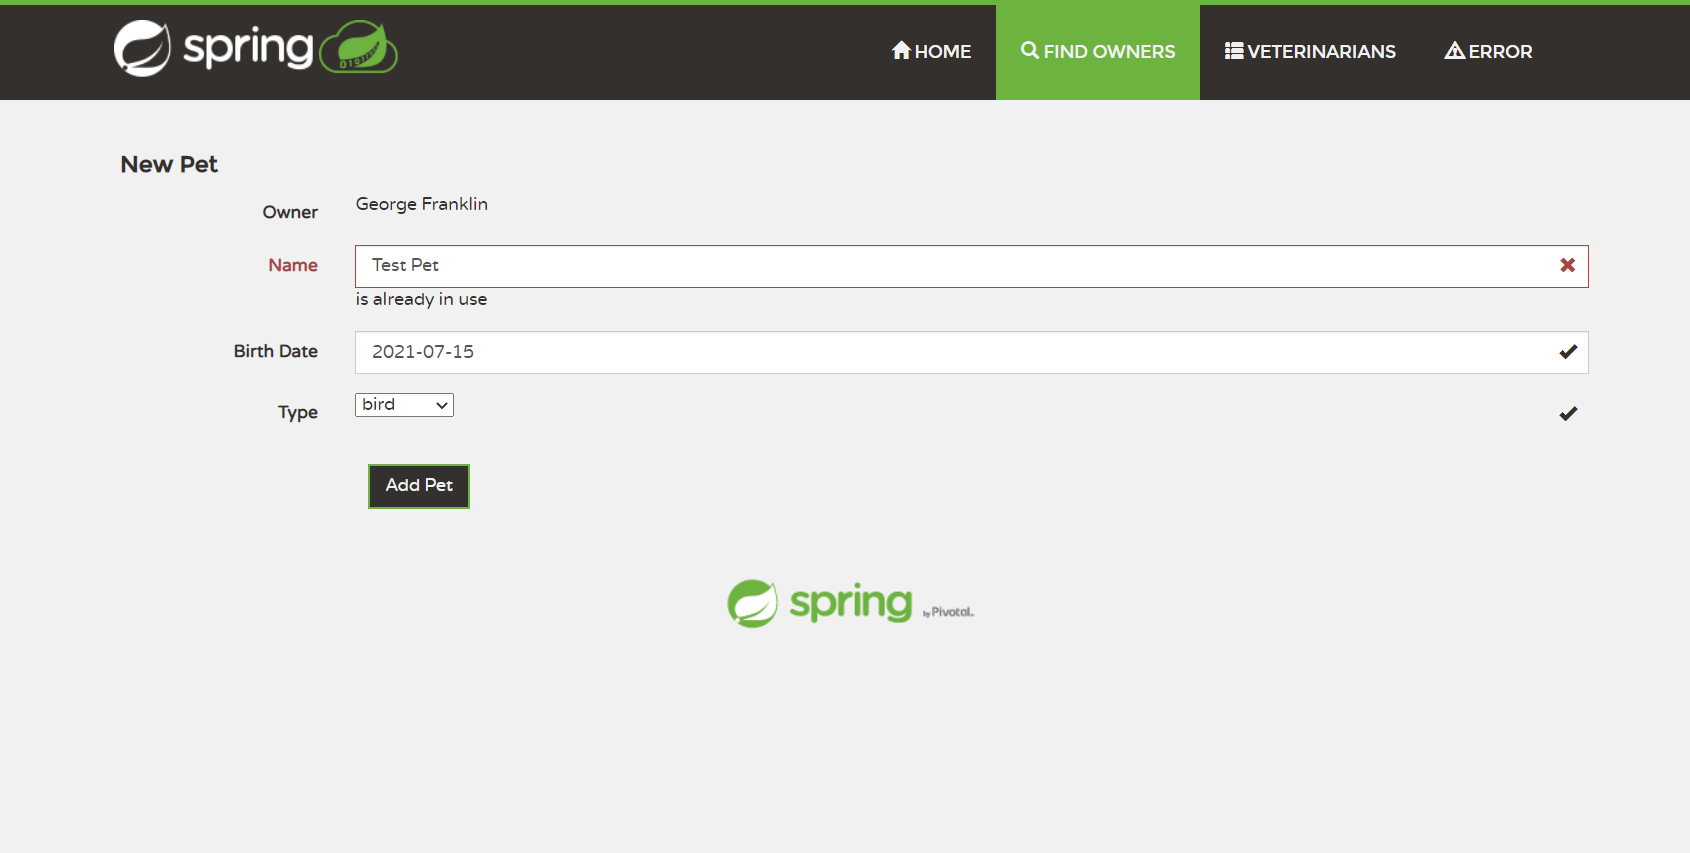 spring
HOME
FIND OWNERS
VETERINARIANS
ERROR
New Pet
Owner
George Franklin
Name
Test Pet
is already in use
Birth Date
2021-07-15
Type
bird
Add Pet
spring by Pivotal